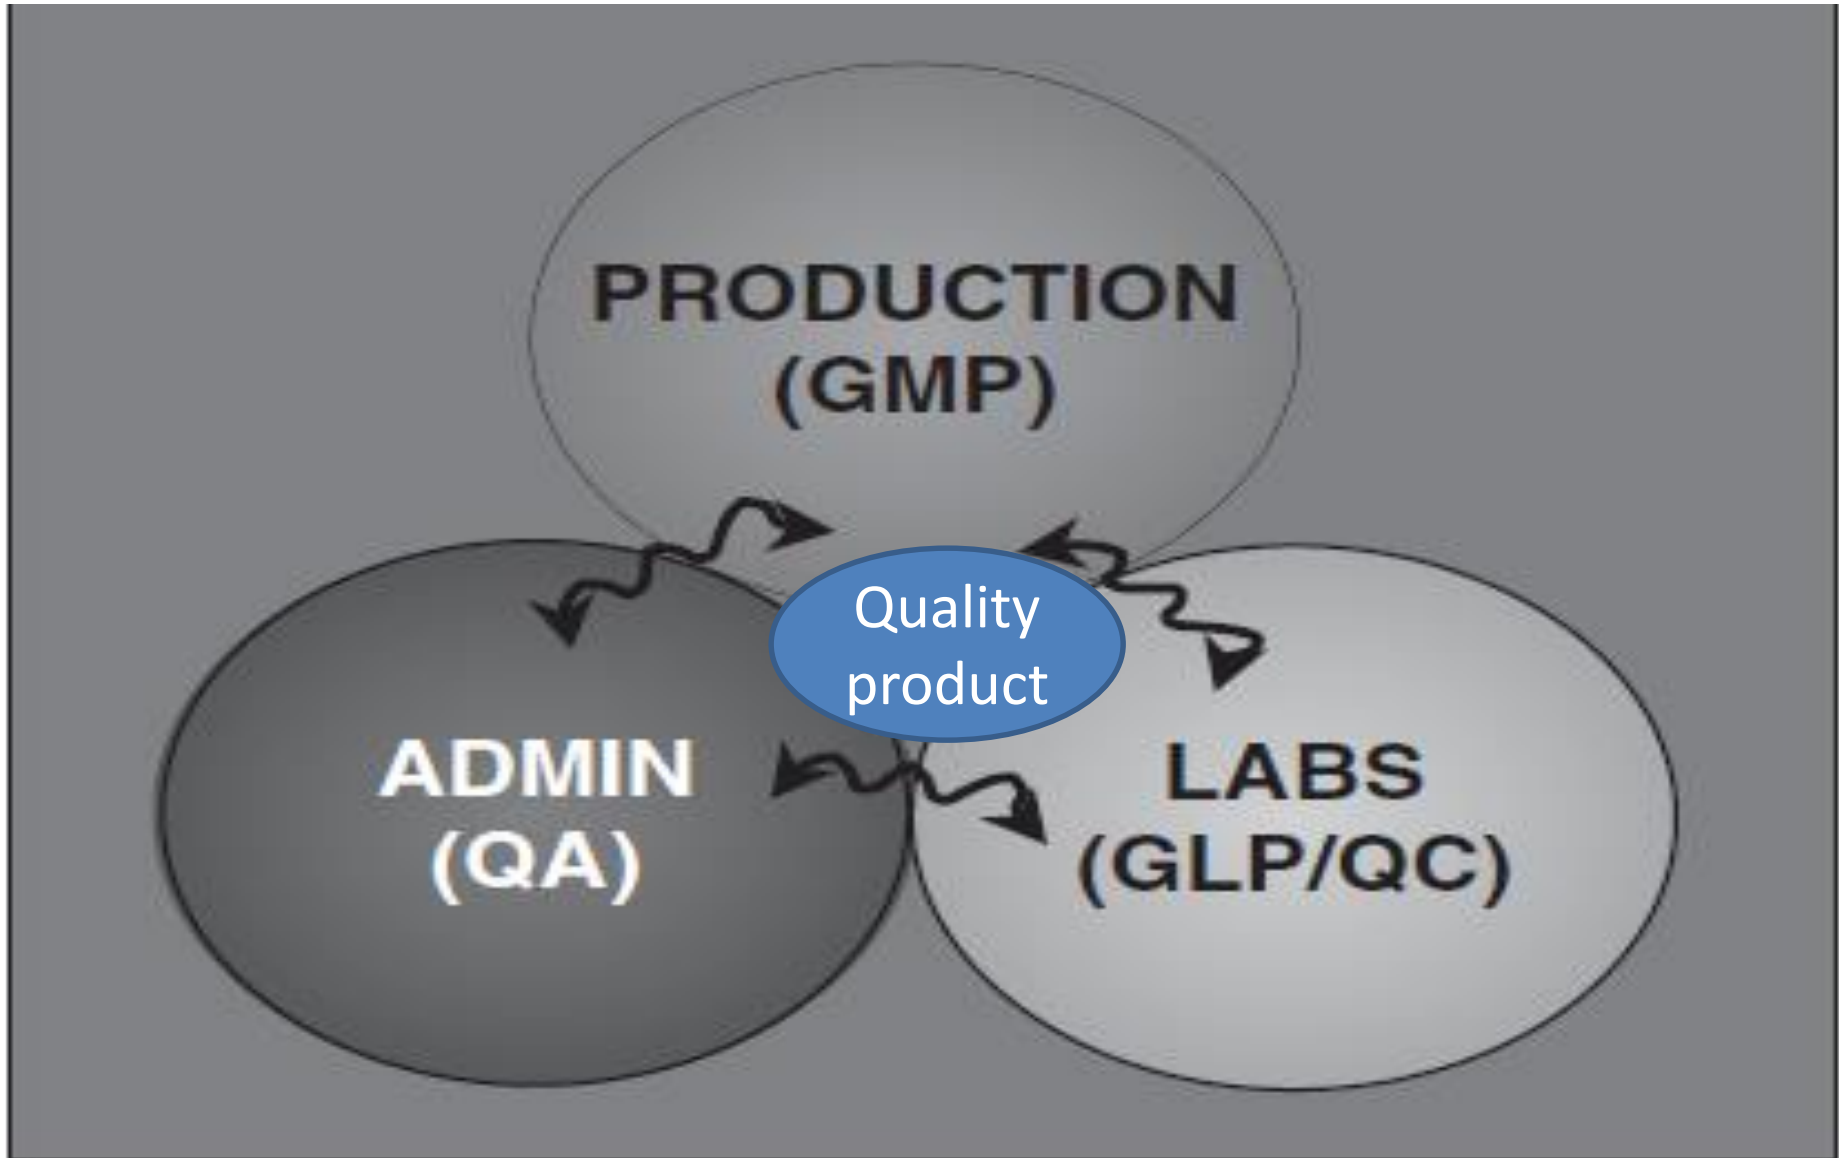 PRODUCTION
(GMP)
Quality
product
ADMIN
(QA)
LABS
(GLP/QC)